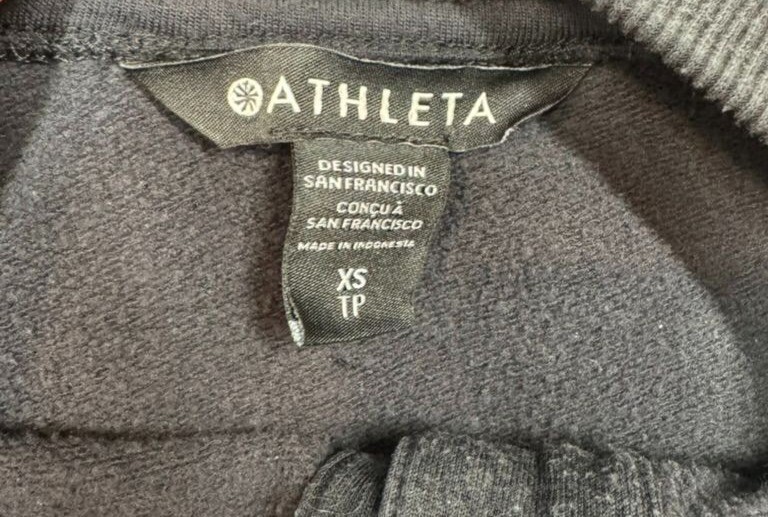 ATHLETA
DESIGNED IN
SAN FRANCISCO
CONÇU À
SAN FRANCISCO
MADE IN INDONESIA
XS
TP